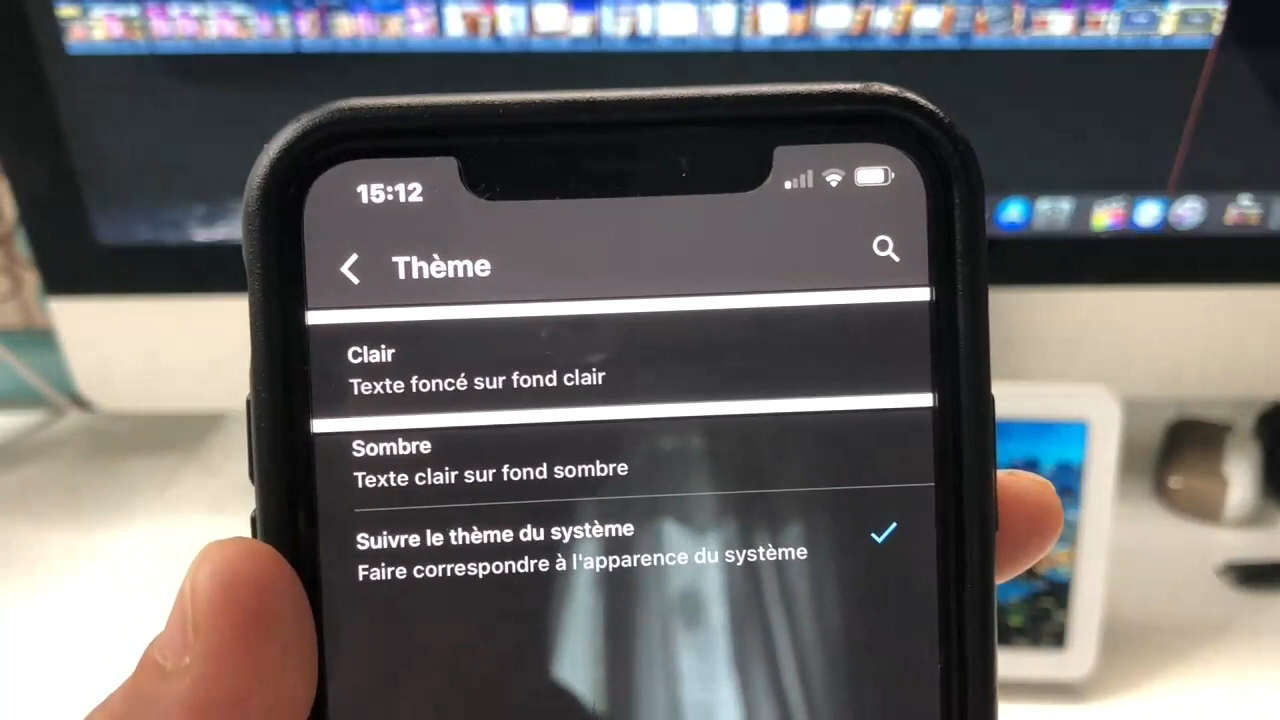 15:12
Thème
Clair
Texte foncé sur fond clair
Sombre
Texte clair sur fond sombre
Suivre le thème du système
Faire correspondre à l'apparence du système